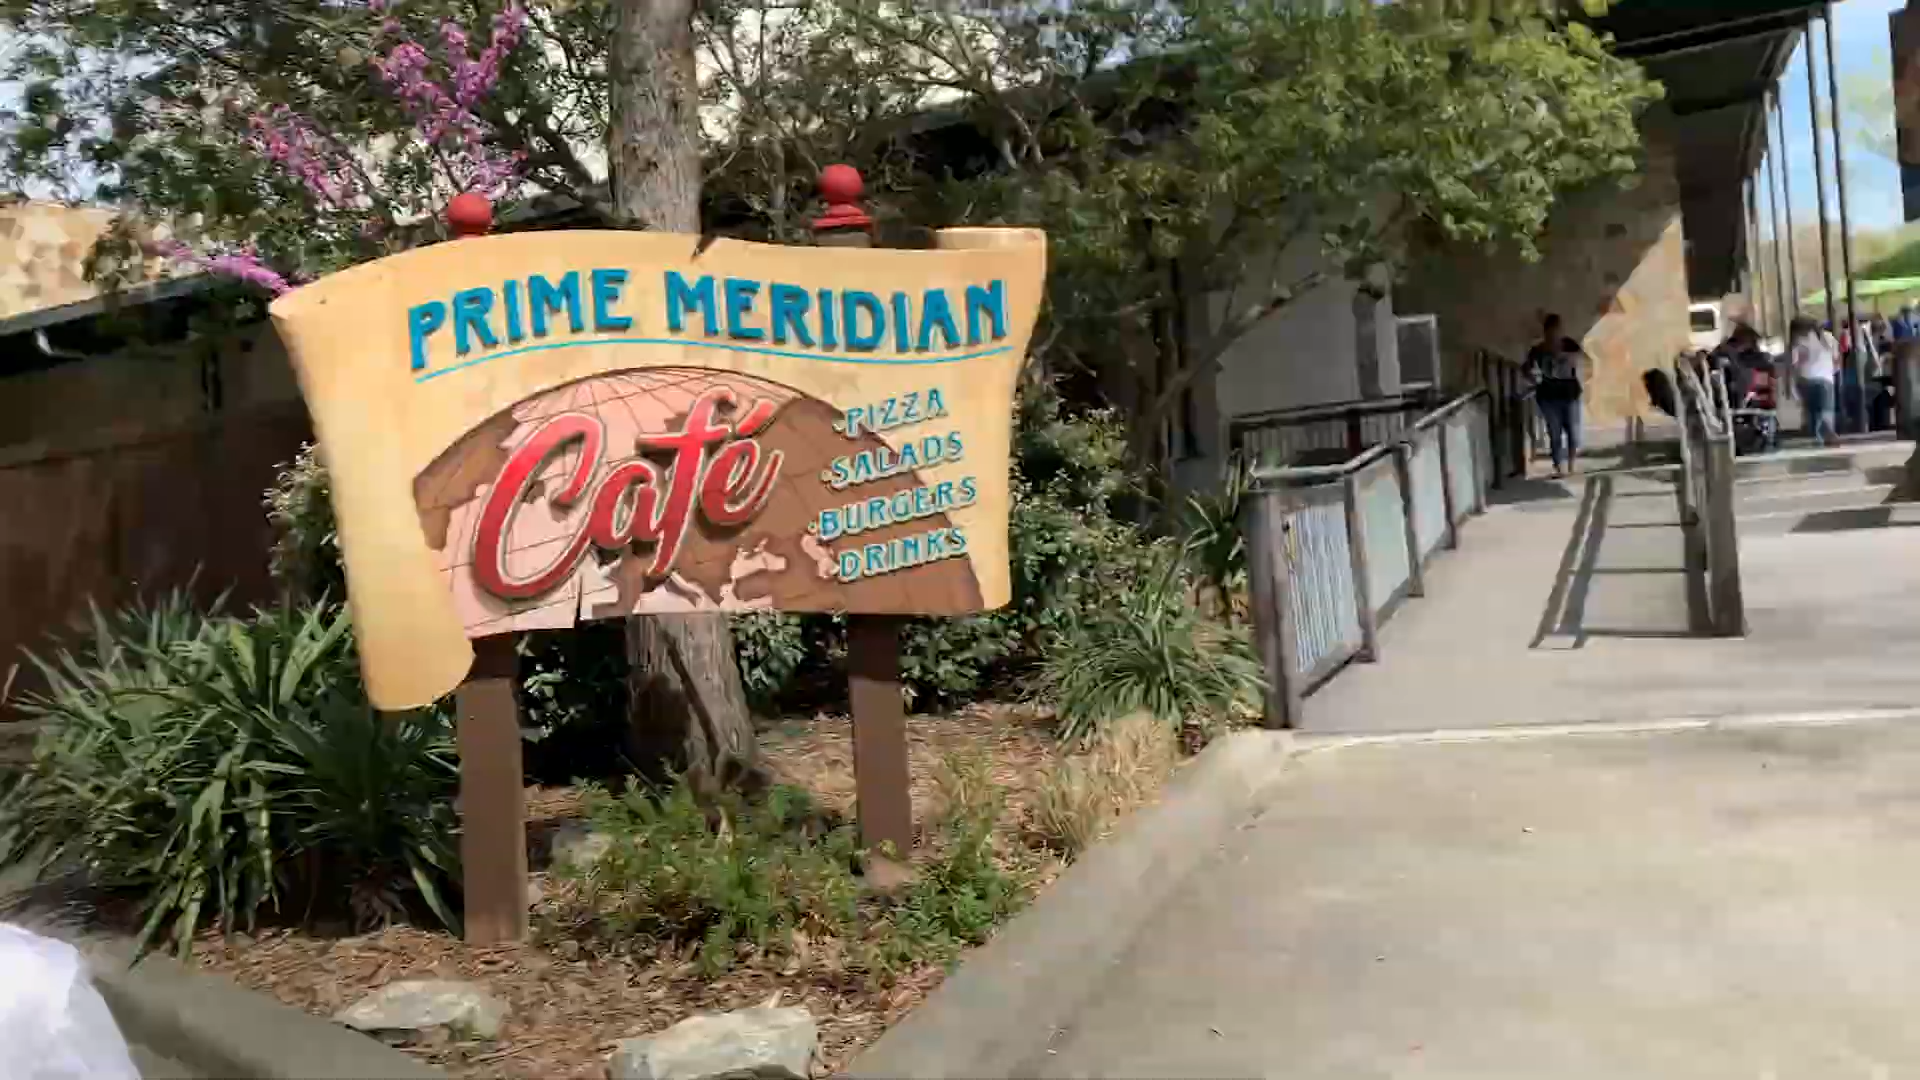 PRIME MERIDIAN
Café
·PIZZA
·SALADS
·BURGERS
·DRINKS